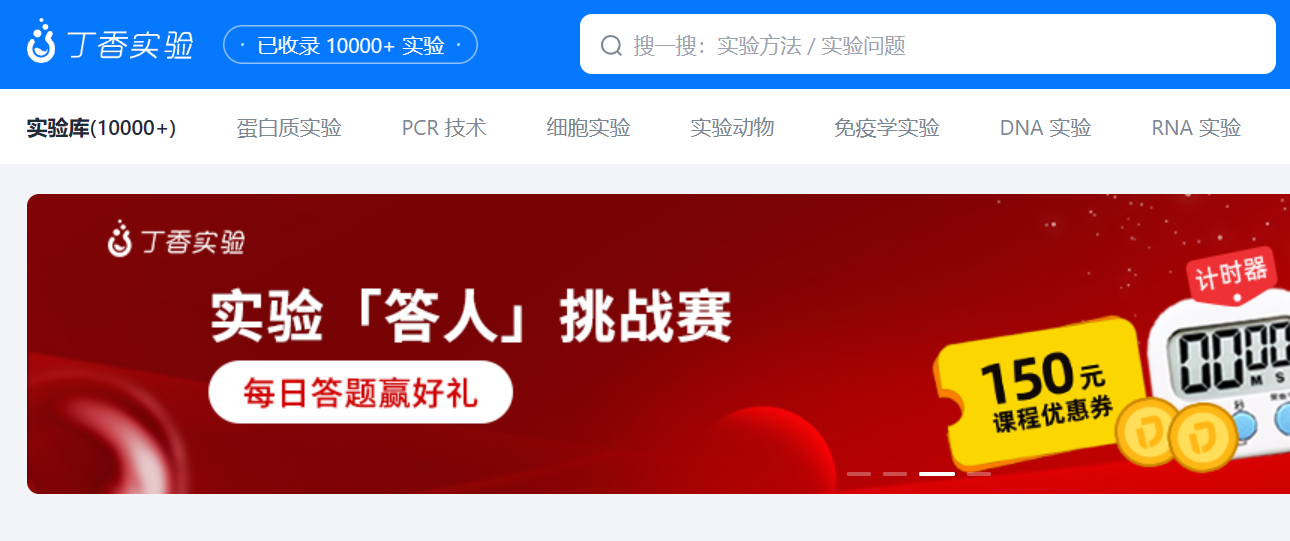 丁香实验
· 已收录 10000+ 实验 ·
搜一搜：实验方法 / 实验问题
实验库(10000+) 蛋白质实验 PCR 技术 细胞实验 实验动物 免疫学实验 DNA 实验 RNA 实验
丁香实验
实验「答人」挑战赛
每日答题赢好礼
计时器
150元
课程优惠券
M S